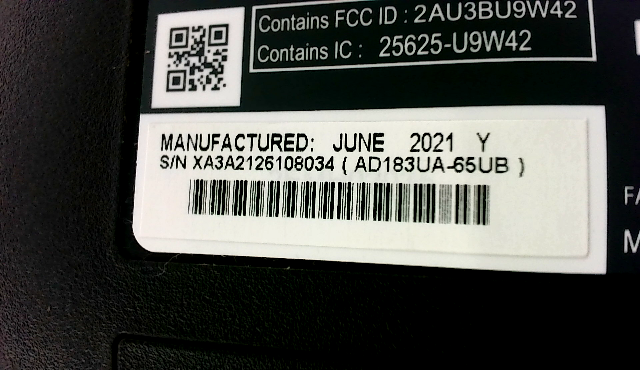 Contains FCC ID : 2AU3BU9W42
Contains IC : 25625-U9W42
MANUFACTURED: JUNE 2021 Y
S/N XA3A2126108034 ( AD183UA-65UB )